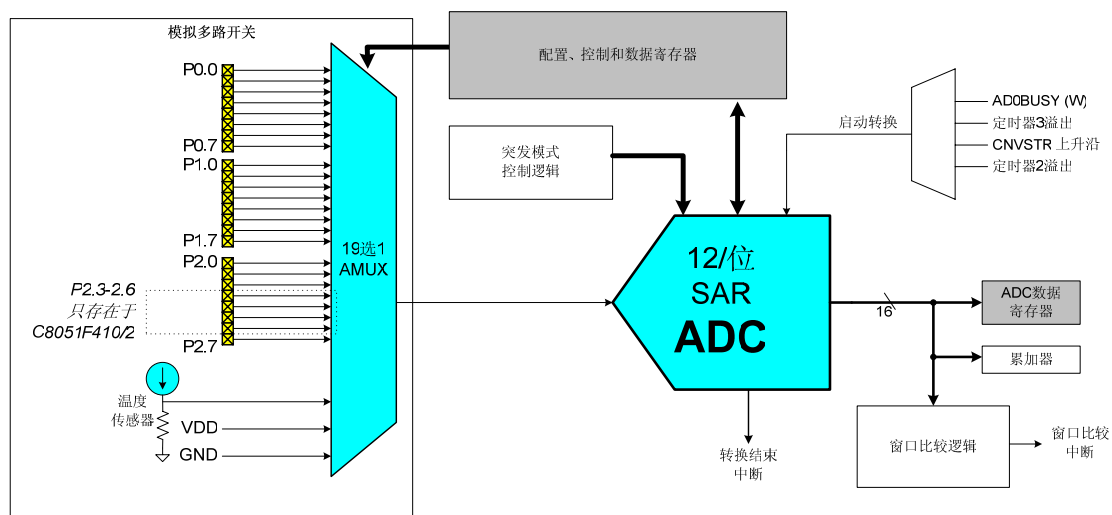 模拟多路开关
P0.0
P0.7
P1.0
P1.7
P2.0
P2.3-2.6
只存在于
C8051F410/2
P2.7
温度
传感器
VDD
GND
19选1
AMUX
配置、控制和数据寄存器
突发模式
控制逻辑
启动转换
AD0BUSY (W)
定时器3溢出
CNVSTR 上升沿
定时器2溢出
12/位
SAR
ADC
16
ADC数据
寄存器
累加器
窗口比较逻辑
窗口比较
中断
转换结束
中断